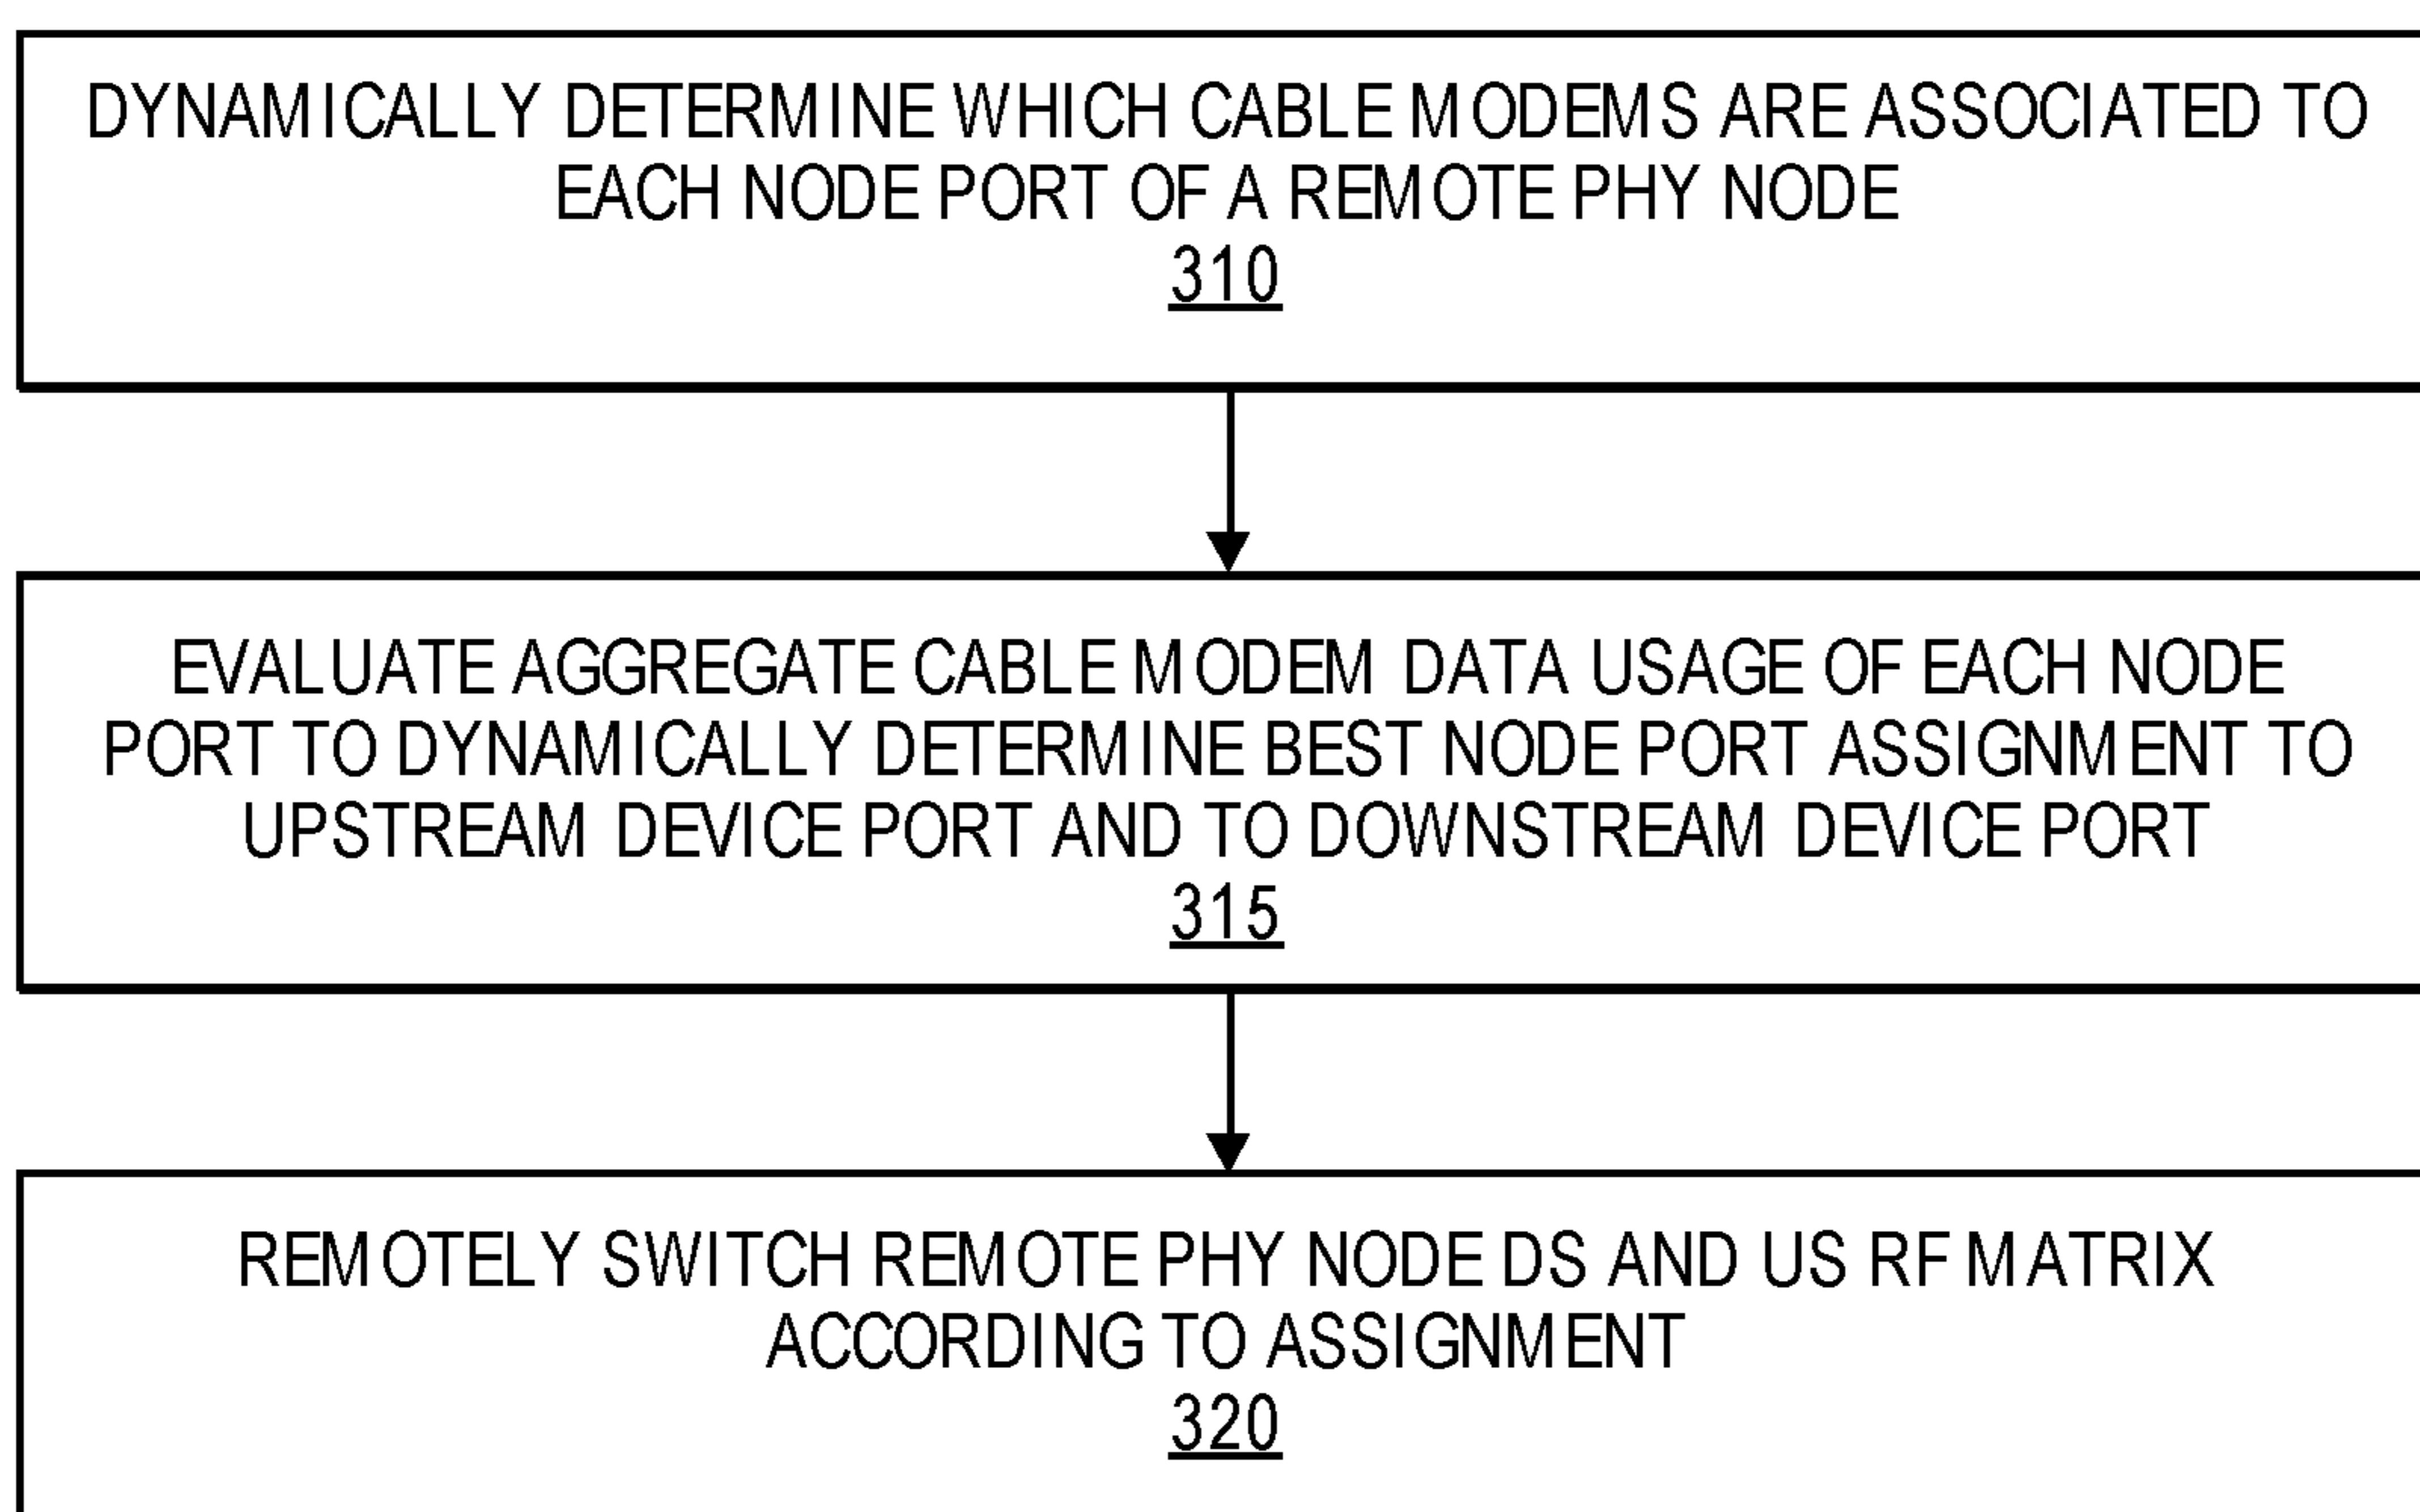 DYNAMICALLY DETERMINE WHICH CABLE MODEMS ARE ASSOCIATED TO
EACH NODE PORT OF A REMOTE PHY NODE
310
EVALUATE AGGREGATE CABLE MODEM DATA USAGE OF EACH NODE
PORT TO DYNAMICALLY DETERMINE BEST NODE PORT ASSIGNMENT TO
UPSTREAM DEVICE PORT AND TO DOWNSTREAM DEVICE PORT
315
REMOTELY SWITCH REMOTE PHY NODE DS AND US RF MATRIX
ACCORDING TO ASSIGNMENT
320